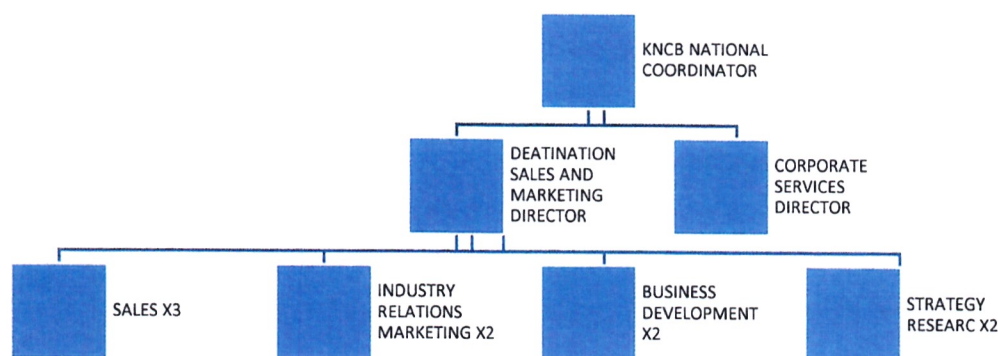 KNCB NATIONAL
COORDINATOR
DEATINATION
SALES AND
MARKETING
DIRECTOR
CORPORATE
SERVICES
DIRECTOR
SALES X3
INDUSTRY
RELATIONS
MARKETING X2
BUSINESS
DEVELOPMENT
X2
STRATEGY
RESEARC X2